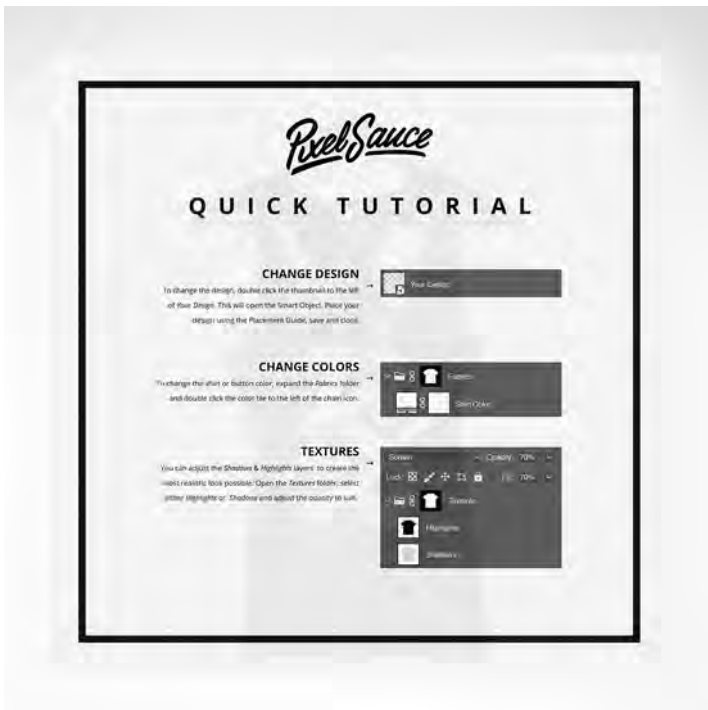 PixelSauce
QUICK TUTORIAL
CHANGE DESIGN
To change the design, double click the thumbnail to the left
of Your Design. This will open the Smart Object. Place your
design using the Placement Guide, save and close.
→
Your Design
CHANGE COLORS
To change the shirt or button color, expand the Fabrics folder
and double click the color tile to the left of the chain icon.
→
Shirt Color
TEXTURES
You can adjust the Shadows & Highlights layers to create the
most realistic look possible. Open the Textures folder, select
either Highlights or Shadows and adjust the opacity to suit.
→
Screen Opacity: 70%
Lock: Fill: 70%
Textures
Highlights
Shadows